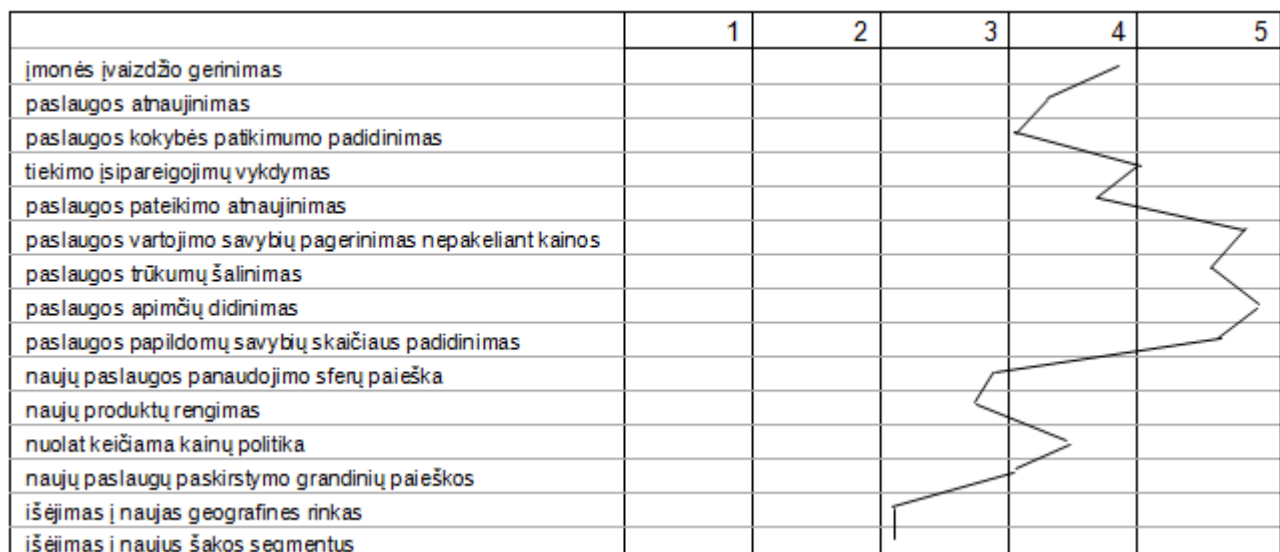 1 2 3 4 5
įmonės įvaizdžio gerinimas
paslaugos atnaujinimas
paslaugos kokybės patikimumo padidinimas
tiekimo įsipareigojimų vykdymas
paslaugos pateikimo atnaujinimas
paslaugos vartojimo savybių pagerinimas nepakeliant kainos
paslaugos trūkumų šalinimas
paslaugos apimčių didinimas
paslaugos papildomų savybių skaičiaus padidinimas
naujų paslaugos panaudojimo sferų paieška
naujų produktų rengimas
nuolat keičiama kainų politika
naujų paslaugų paskirstymo grandinių paieškos
išėjimas į naujas geografines rinkas
išėjimas į naujus šakos segmentus